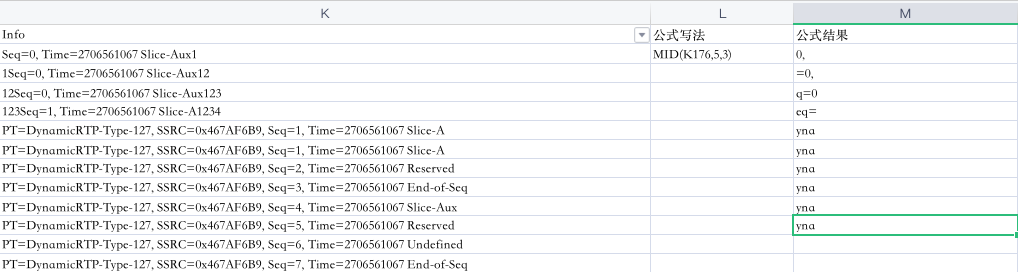 K L M
Info 公式写法 公式结果
Seq=0, Time=2706561067 Slice-Aux1 MID(K176,5,3) 0,
1Seq=0, Time=2706561067 Slice-Aux12 =0,
12Seq=0, Time=2706561067 Slice-Aux123 q=0
123Seq=1, Time=2706561067 Slice-A1234 eq=
PT=DynamicRTP-Type-127, SSRC=0x467AF6B9, Seq=1, Time=2706561067 Slice-A yna
PT=DynamicRTP-Type-127, SSRC=0x467AF6B9, Seq=1, Time=2706561067 Slice-A yna
PT=DynamicRTP-Type-127, SSRC=0x467AF6B9, Seq=2, Time=2706561067 Reserved yna
PT=DynamicRTP-Type-127, SSRC=0x467AF6B9, Seq=3, Time=2706561067 End-of-Seq yna
PT=DynamicRTP-Type-127, SSRC=0x467AF6B9, Seq=4, Time=2706561067 Slice-Aux yna
PT=DynamicRTP-Type-127, SSRC=0x467AF6B9, Seq=5, Time=2706561067 Reserved yna
PT=DynamicRTP-Type-127, SSRC=0x467AF6B9, Seq=6, Time=2706561067 Undefined
PT=DynamicRTP-Type-127, SSRC=0x467AF6B9, Seq=7, Time=2706561067 End-of-Seq